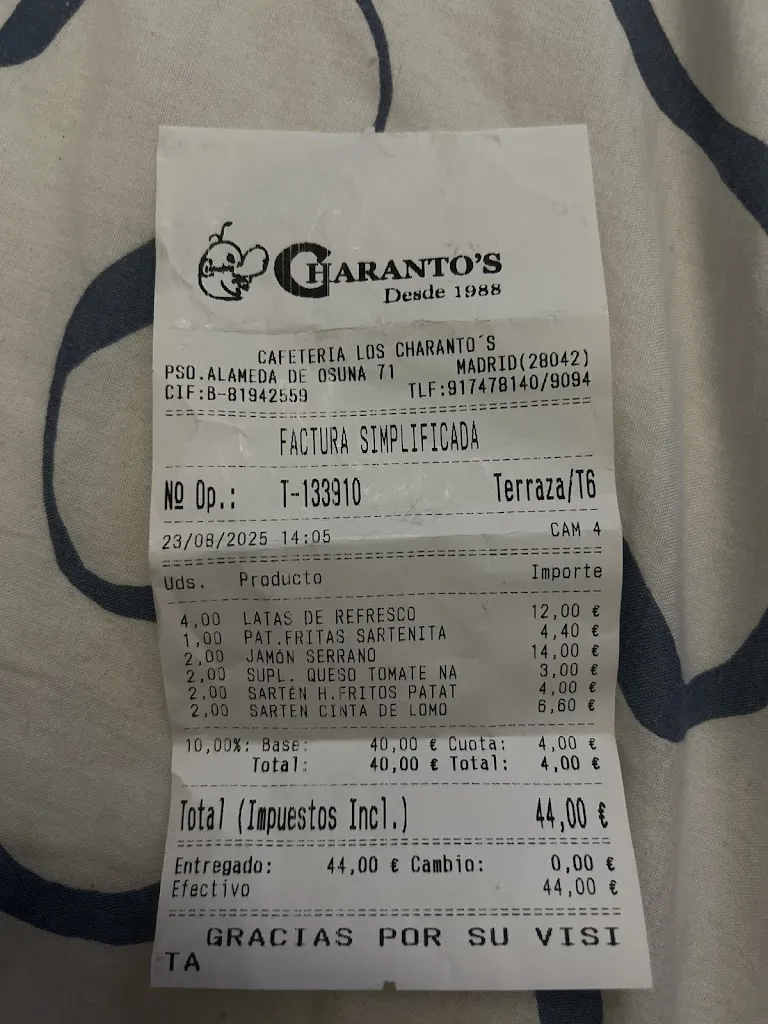 CHARANTO'S
Desde 1988
CAFETERIA LOS CHARANTO´S
PSO.ALAMEDA DE OSUNA 71 MADRID(28042)
CIF:B-81942559 TLF:917478140/9094
FACTURA SIMPLIFICADA
Nº Op.: T-133910 Terraza/T6
23/08/2025 14:05 CAM 4
Uds. Producto Importe
4,00 LATAS DE REFRESCO 12,00 €
1,00 PAT.FRITAS SARTENITA 4,40 €
2,00 JAMÓN SERRANO 14,00 €
2,00 SUPL. QUESO TOMATE NA 3,00 €
2,00 SARTÉN H.FRITOS PATAT 4,00 €
2,00 SARTEN CINTA DE LOMO 6,60 €
10,00%: Base: 40,00 € Cuota: 4,00 €
Total: 40,00 € Total: 4,00 €
Total (Impuestos Incl.) 44,00 €
Entregado: 44,00 € Cambio: 0,00 €
Efectivo 44,00 €
GRACIAS POR SU VISI
TA